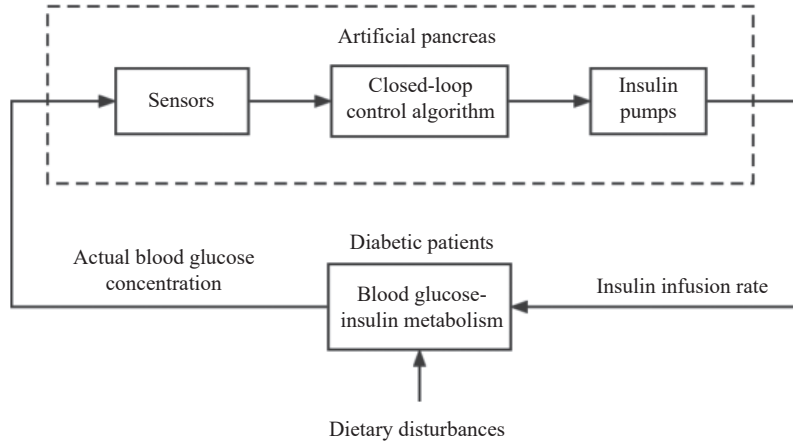 Artificial pancreas
Sensors
Closed-loop
control algorithm
Insulin
pumps
Actual blood glucose
concentration
Diabetic patients
Blood glucose-
insulin metabolism
Insulin infusion rate
Dietary disturbances